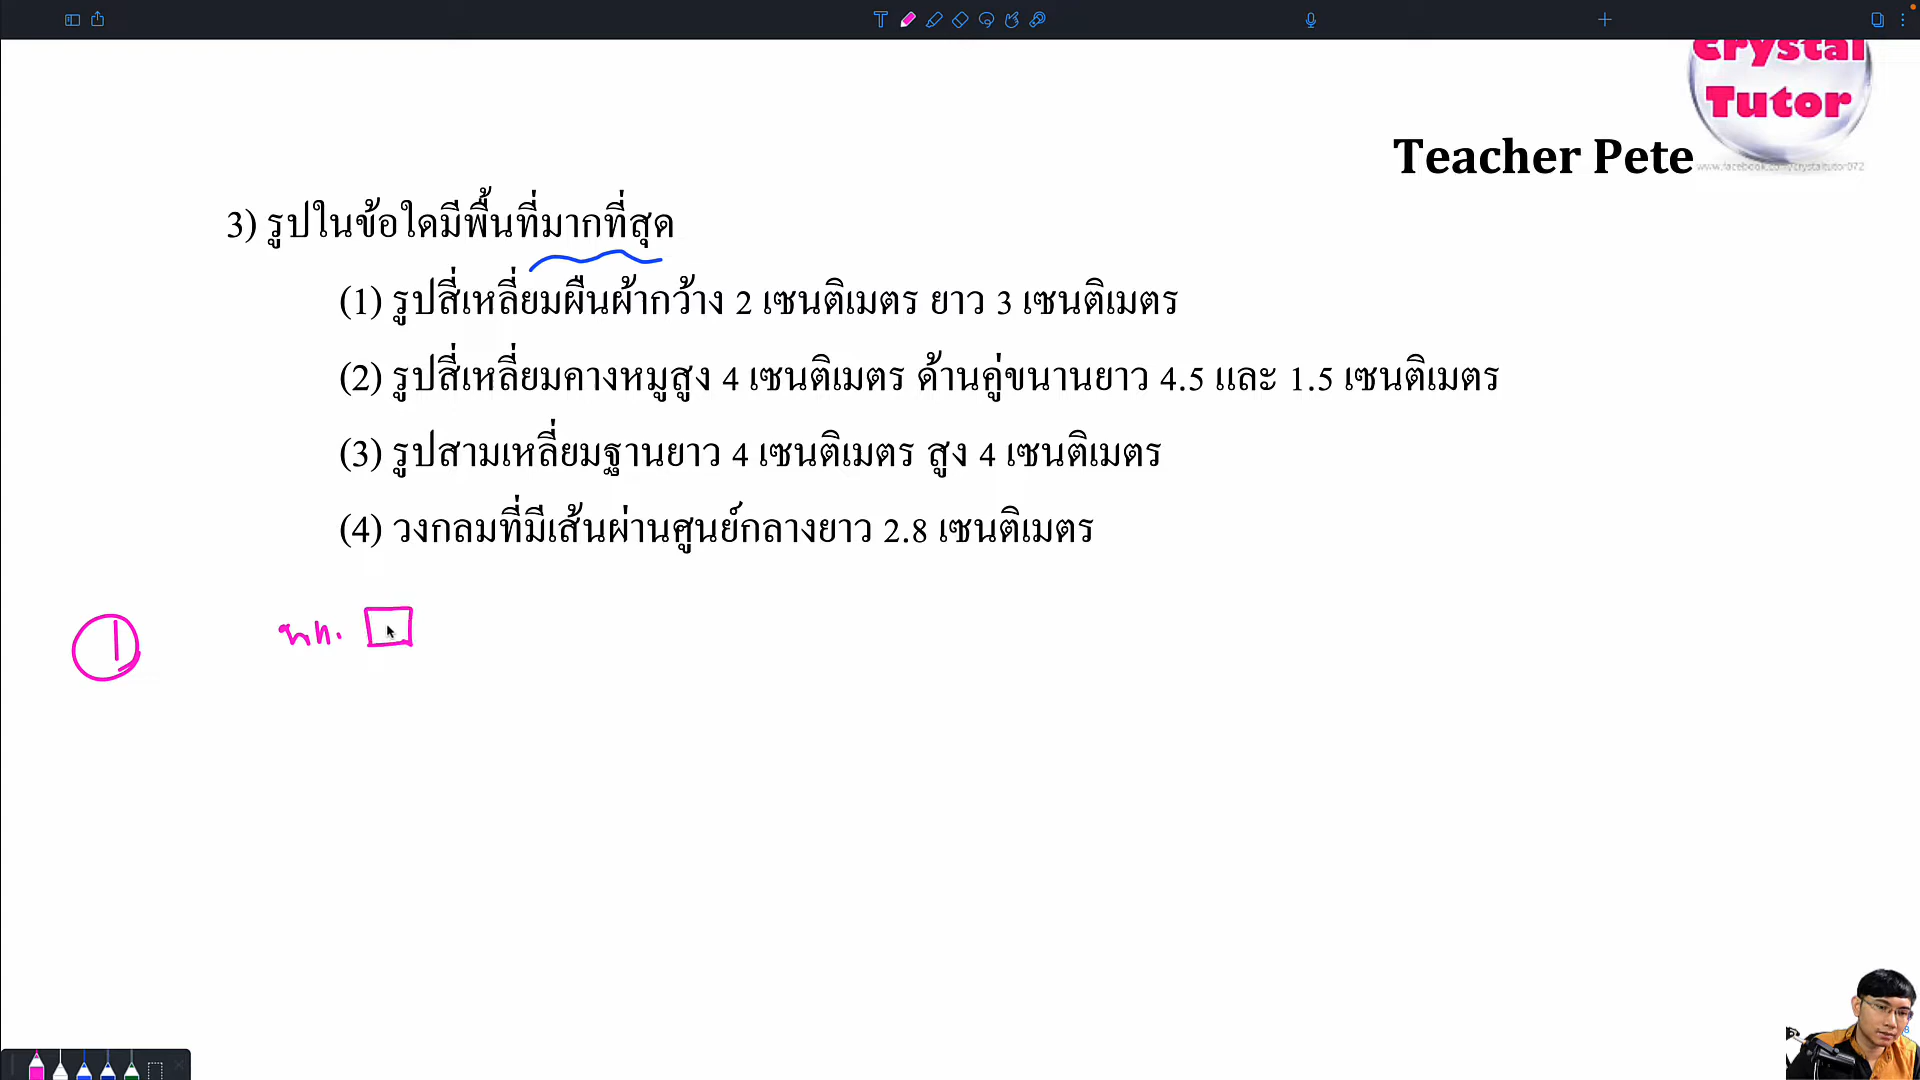 Crystal
Tutor
www.facebook.com/crystaltutor072
Teacher Pete
3) รูปในข้อใดมีพื้นที่มากที่สุด
(1) รูปสี่เหลี่ยมผืนผ้ากว้าง 2 เซนติเมตร ยาว 3 เซนติเมตร
(2) รูปสี่เหลี่ยมคางหมูสูง 4 เซนติเมตร ด้านคู่ขนานยาว 4.5 และ 1.5 เซนติเมตร
(3) รูปสามเหลี่ยมฐานยาว 4 เซนติเมตร สูง 4 เซนติเมตร
(4) วงกลมที่มีเส้นผ่านศูนย์กลางยาว 2.8 เซนติเมตร
1